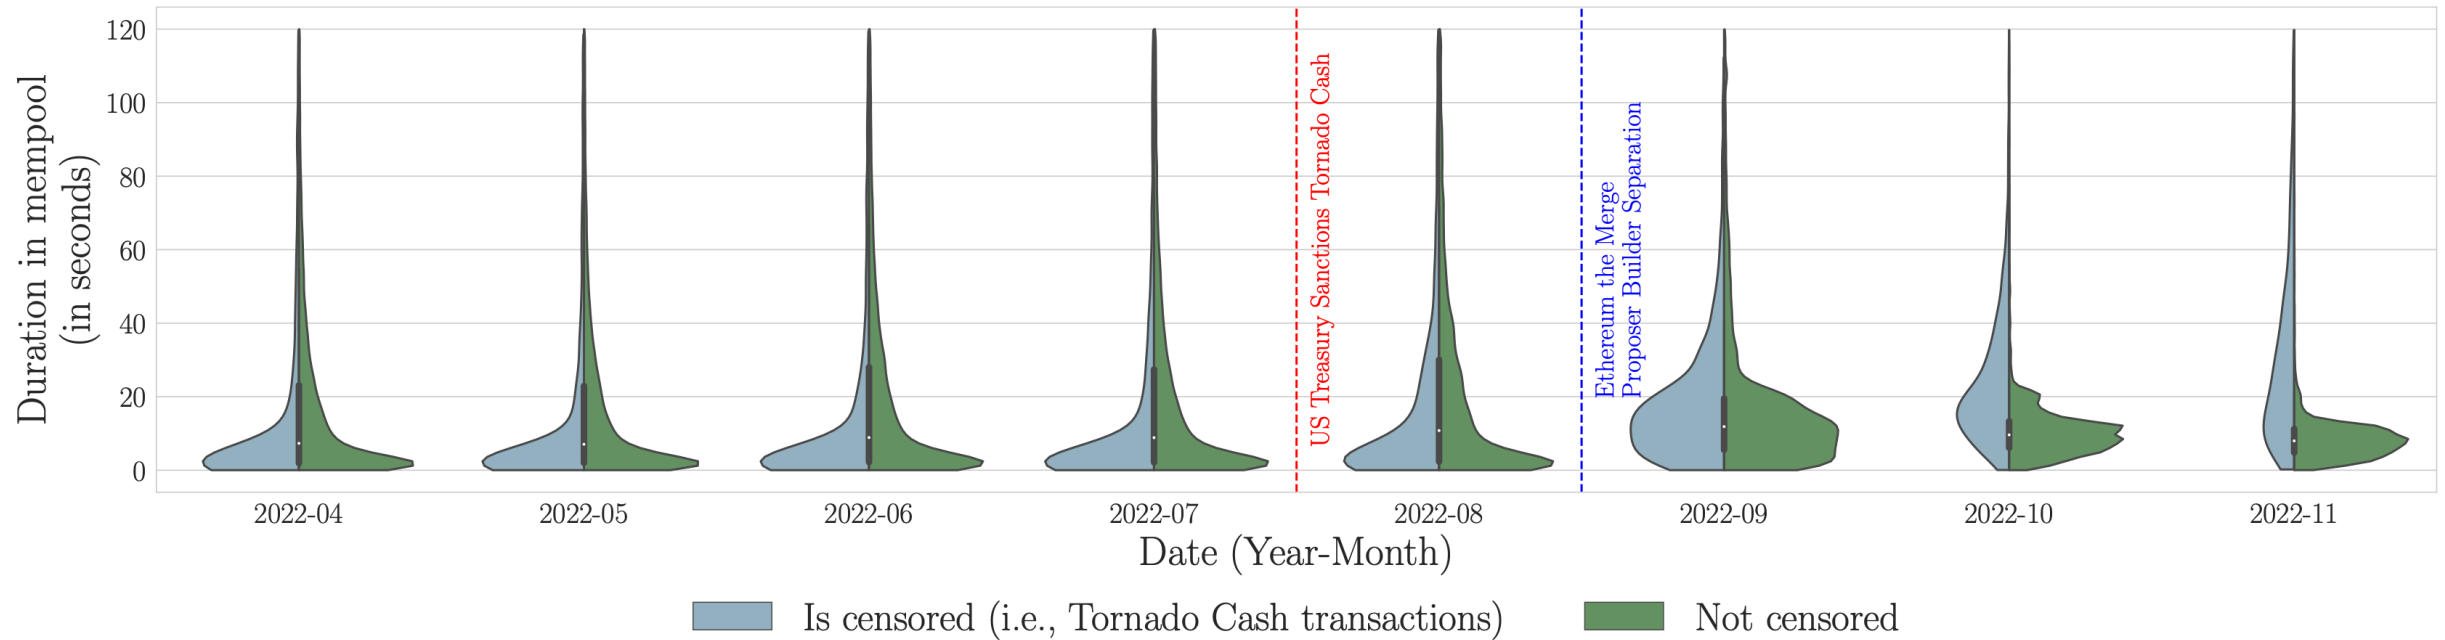 Duration in mempool
(in seconds)
120
100
80
60
40
20
0
US Treasury Sanctions Tornado Cash
Ethereum the Merge
Proposer Builder Separation
2022-04
2022-05
2022-06
2022-07
2022-08
2022-09
2022-10
2022-11
Date (Year-Month)
Is censored (i.e., Tornado Cash transactions)
Not censored